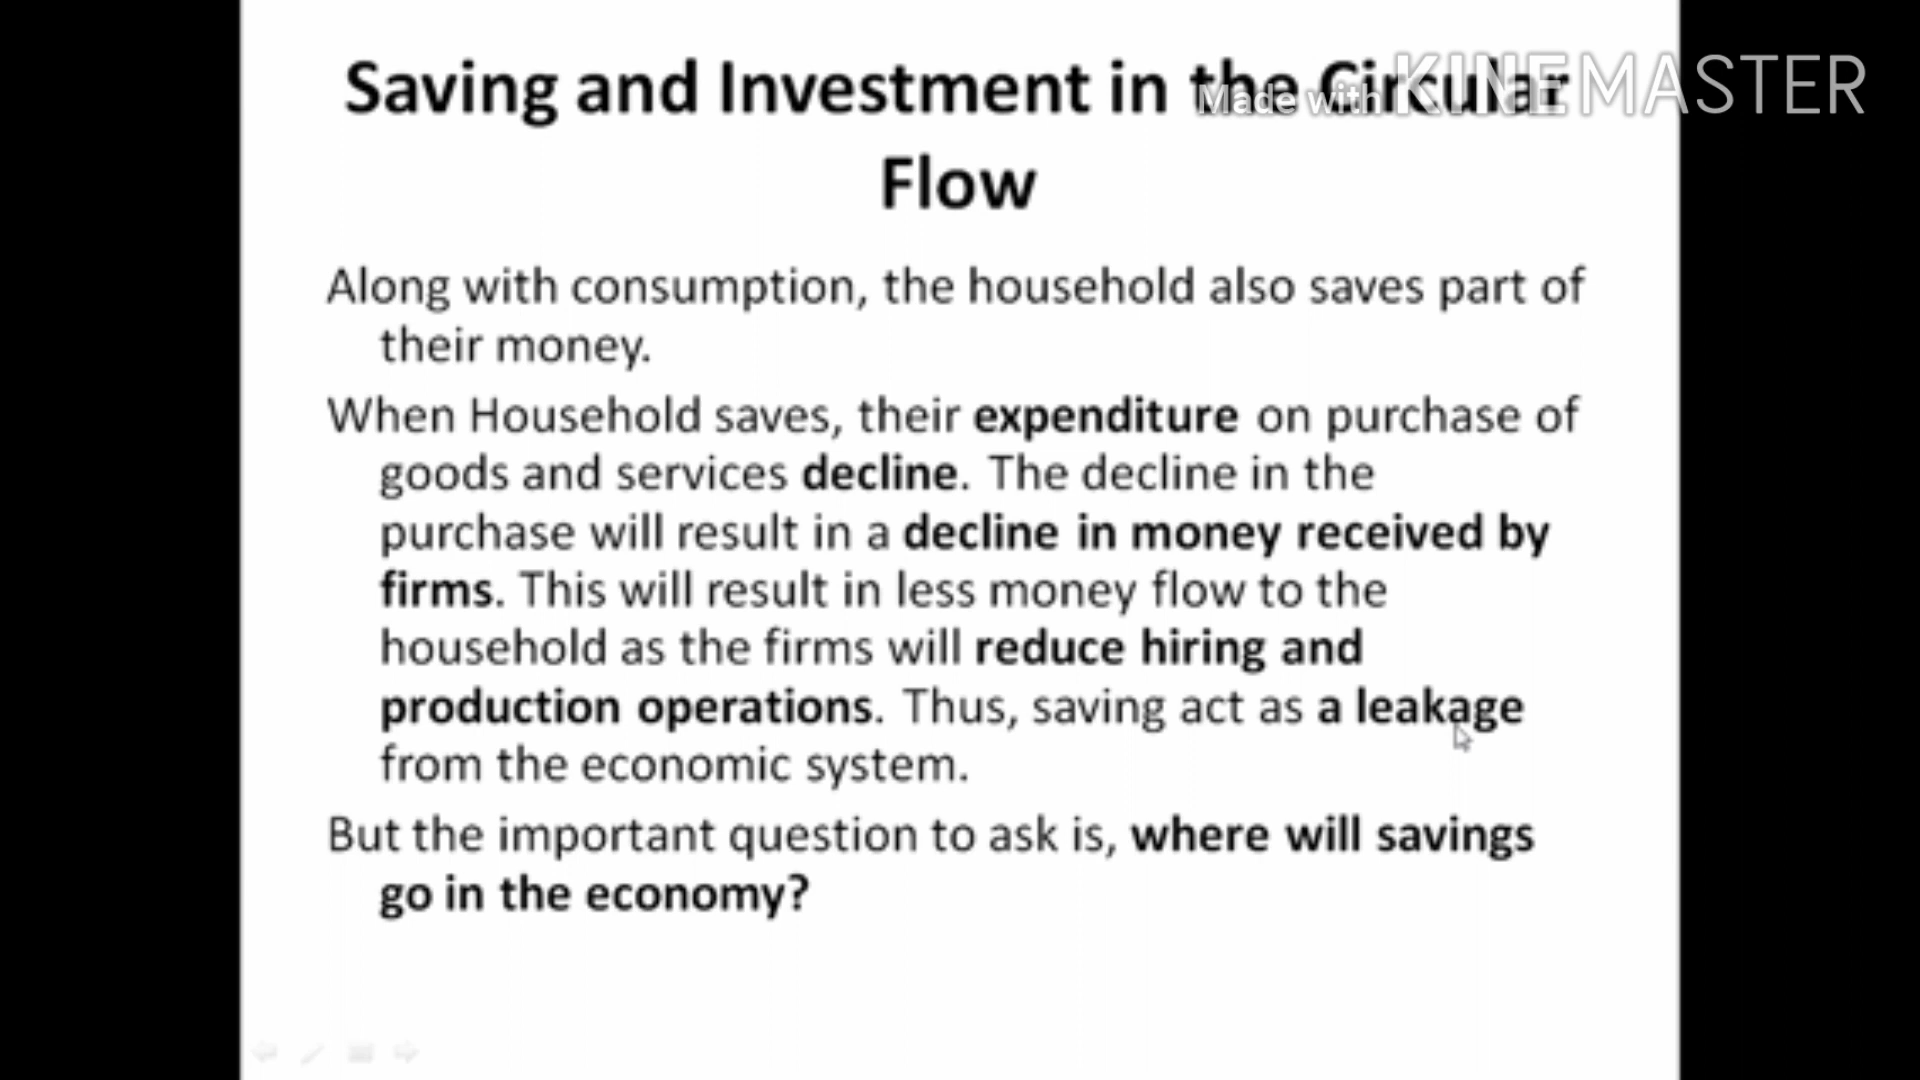 Saving and Investment in the Circular
Made with KINEMASTER
Flow
Along with consumption, the household also saves part of
their money.
When Household saves, their expenditure on purchase of
goods and services decline. The decline in the
purchase will result in a decline in money received by
firms. This will result in less money flow to the
household as the firms will reduce hiring and
production operations. Thus, saving act as a leakage
from the economic system.
But the important question to ask is, where will savings
go in the economy?